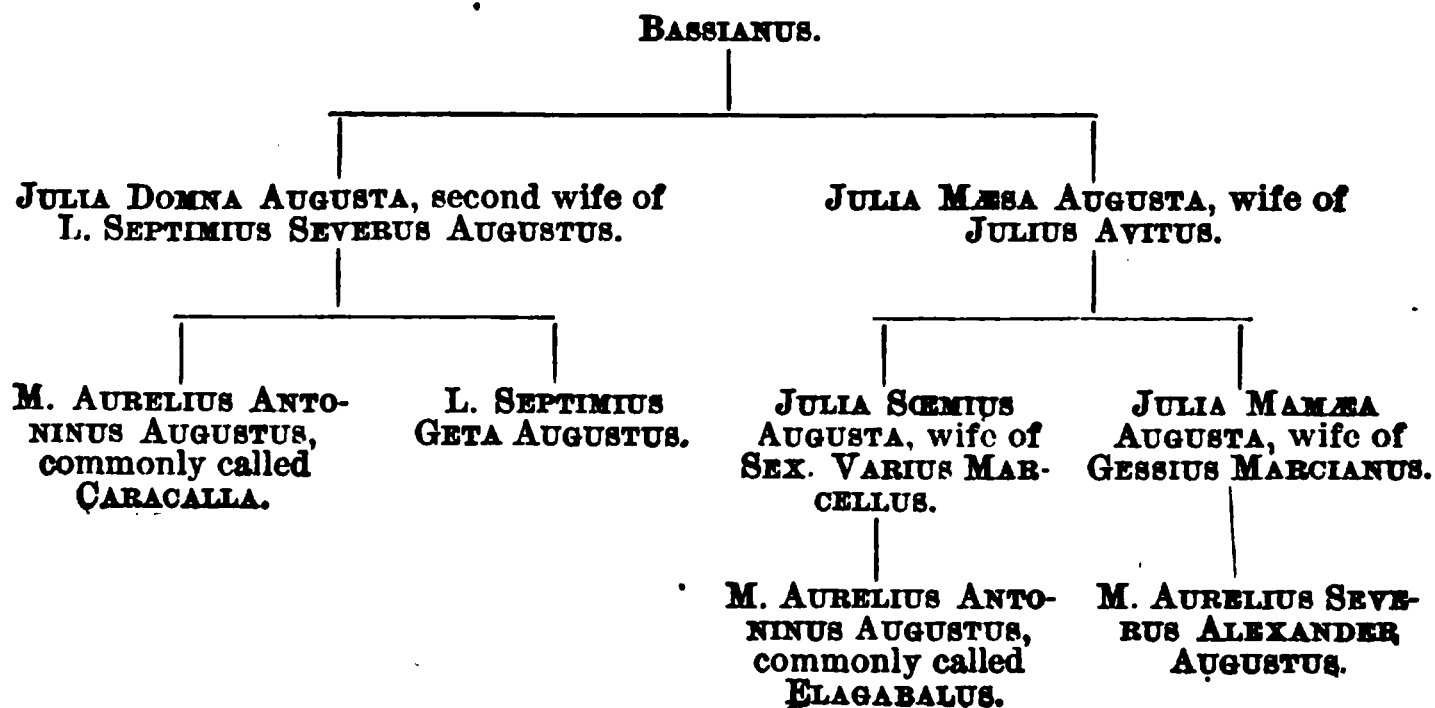 BASSIANUS.
JULIA DOMNA AUGUSTA, second wife of
L. SEPTIMIUS SEVERUS AUGUSTUS.
JULIA MÆSA AUGUSTA, wife of
JULIUS AVITUS.
M. AURELIUS ANTO-
NINUS AUGUSTUS,
commonly called
CARACALLA.
L. SEPTIMIUS
GETA AUGUSTUS.
JULIA SŒMIUS
AUGUSTA, wife of
SEX. VARIUS MAR-
CELLUS.
JULIA MAMÆA
AUGUSTA, wife of
GESSIUS MARCIANUS.
M. AURELIUS ANTO-
NINUS AUGUSTUS,
commonly called
ELAGABALUS.
M. AURELIUS SEVE-
RUS ALEXANDER
AUGUSTUS.